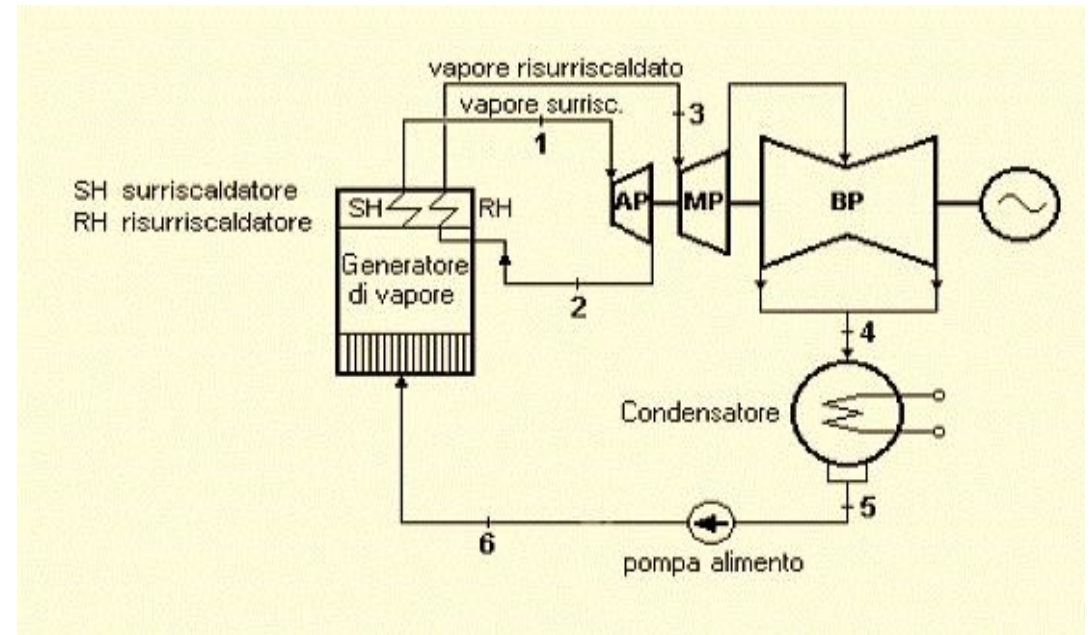 vapore risurriscaldato
vapore surrisc.
3
1
SH surriscaldatore
RH risurriscaldatore
SH
RH
AP
MP
BP
Generatore
di vapore
2
4
Condensatore
5
6
pompa alimento